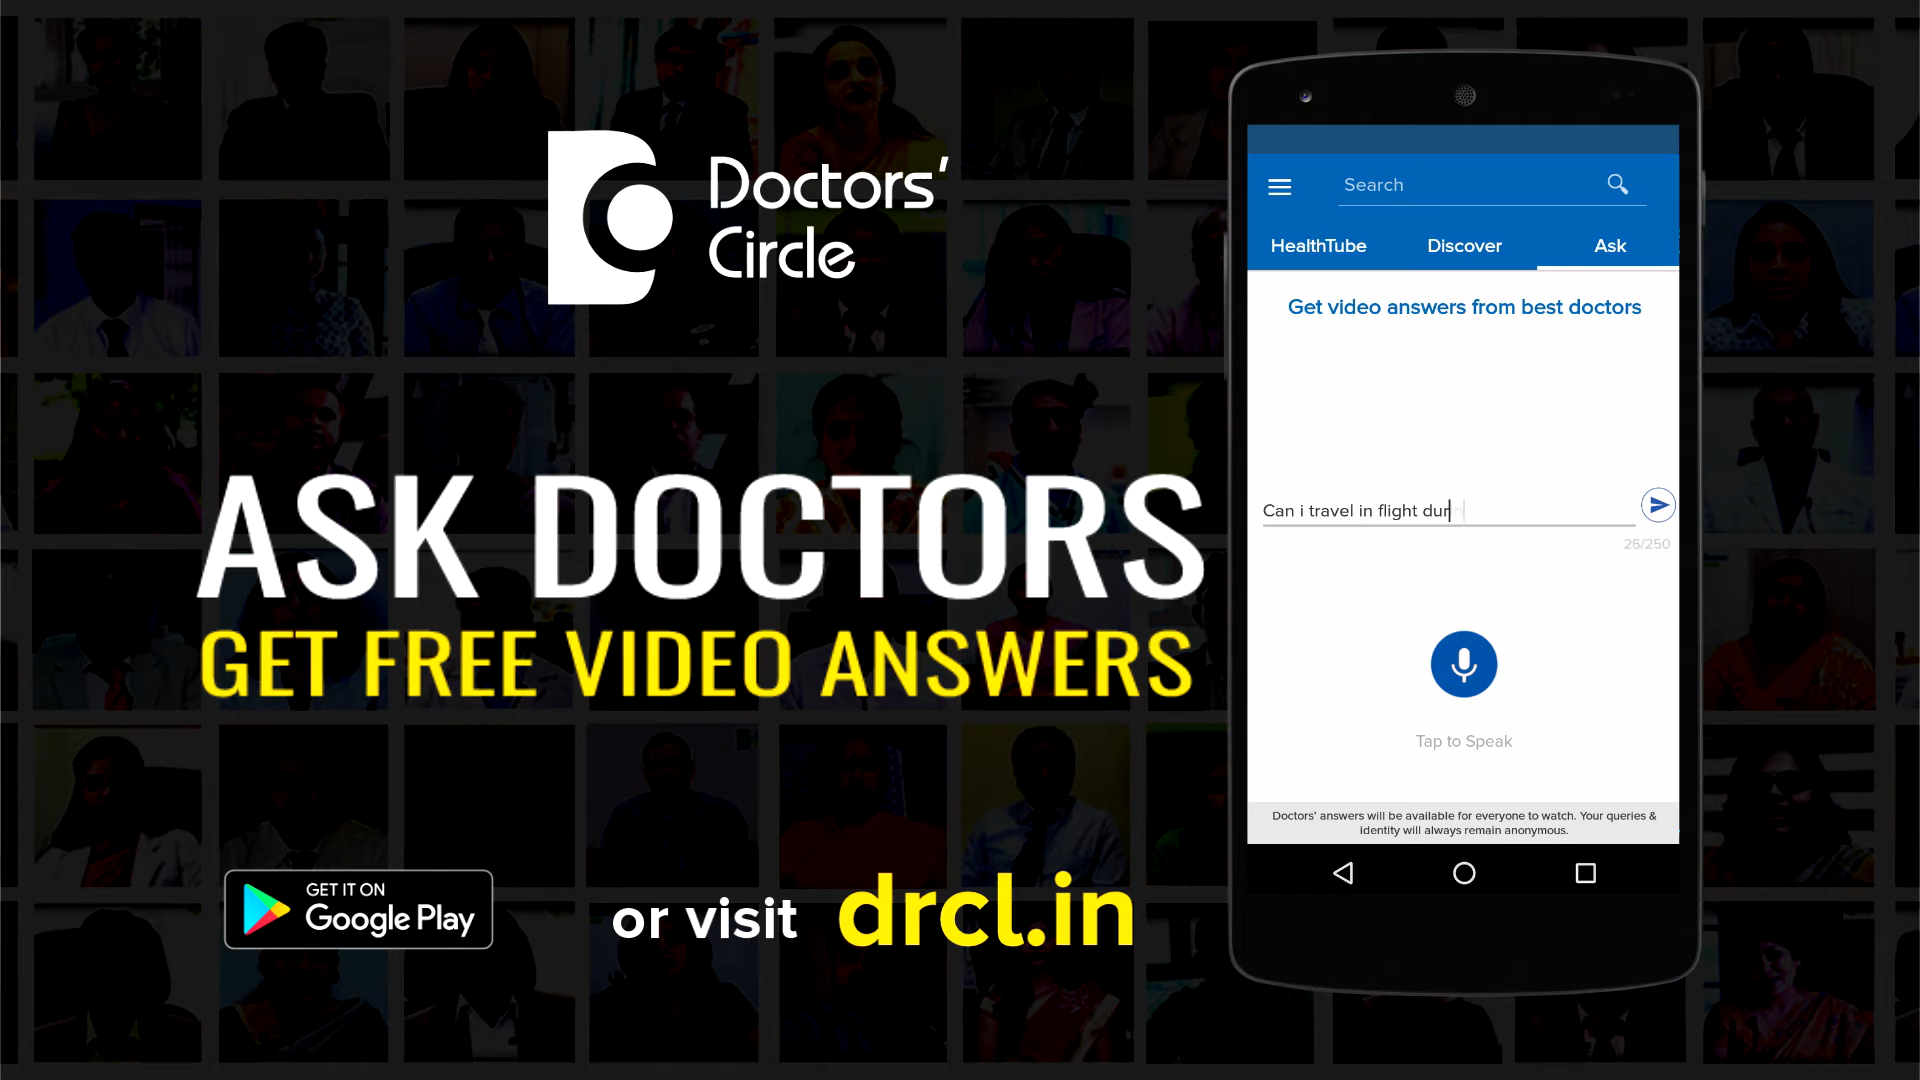 Doctors'
Circle
ASK DOCTORS
GET FREE VIDEO ANSWERS
GET IT ON
Google Play
or visit drcl.in
Search
HealthTube Discover Ask
Get video answers from best doctors
Can i travel in flight dur
25/250
Tap to Speak
Doctors' answers will be available for everyone to watch. Your queries &
identity will always remain anonymous.